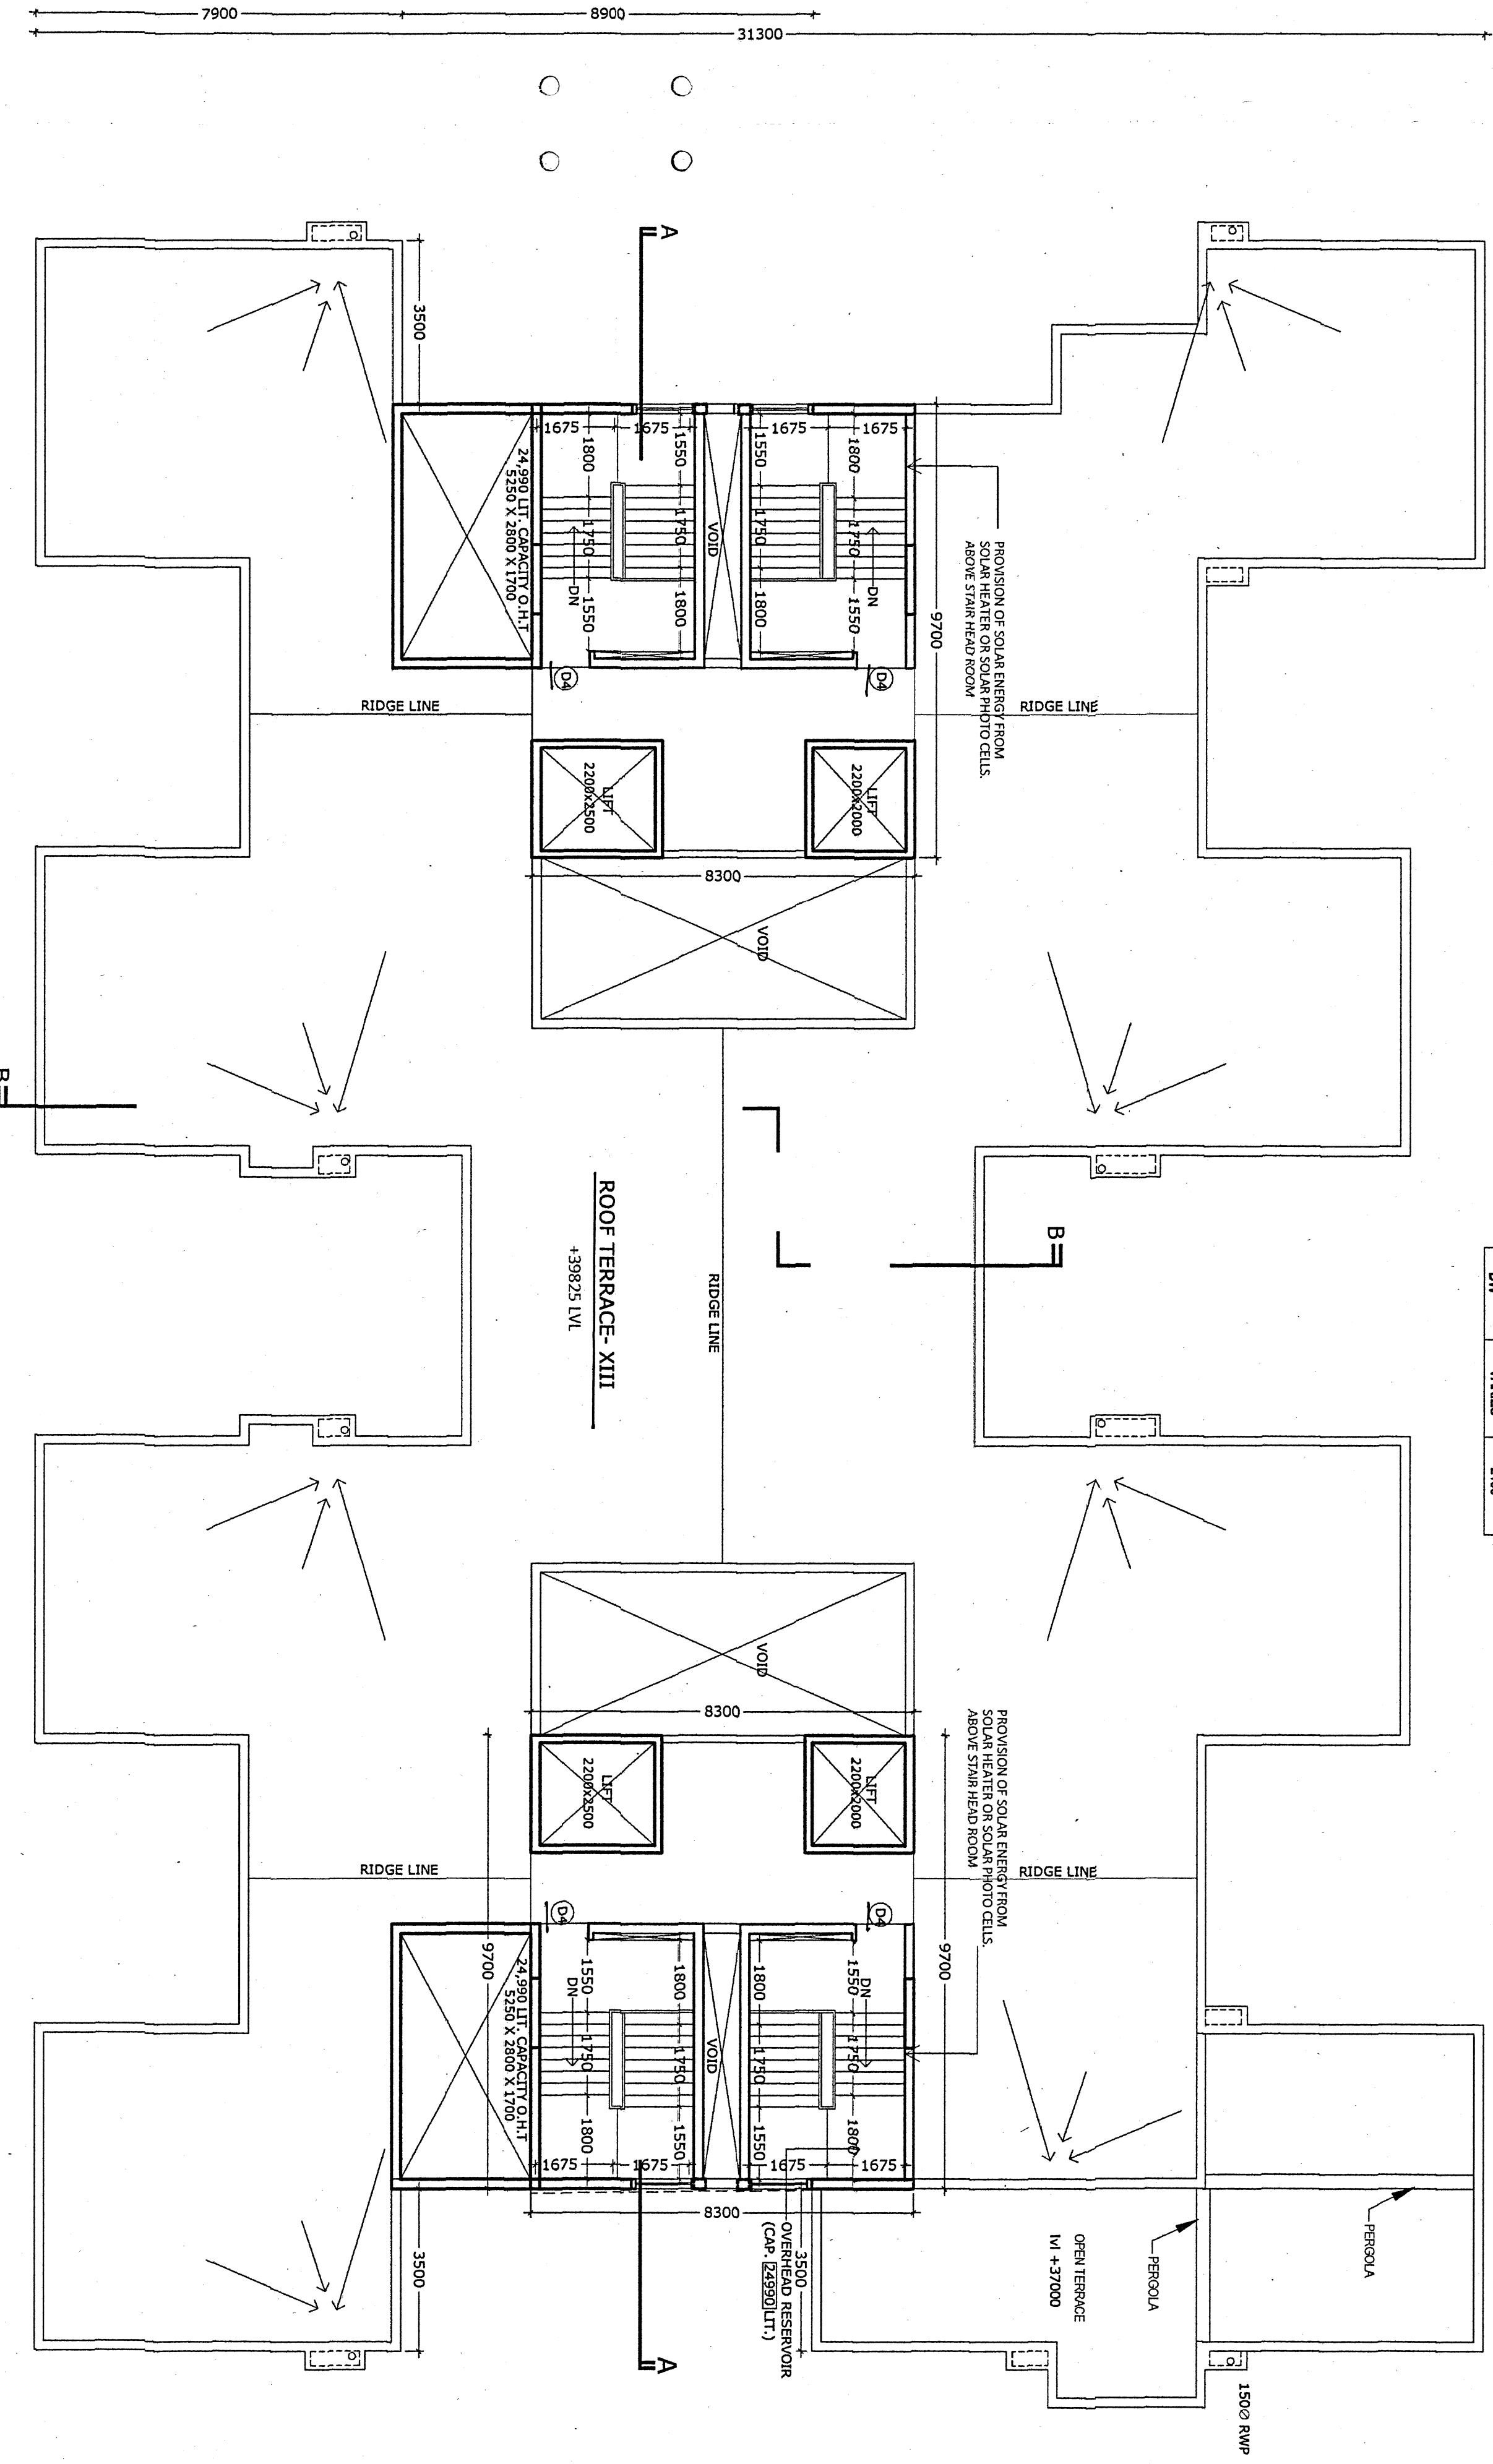 7900
8900
31300
A
3500
1675
1675
1675
1675
1800
1550
1550
1800
24,990 LIT. CAPACITY O.H.T
5250 X 2800 X 1700
1750
1750
1750
1750
VOID
DN
DN
1550
1800
1800
1550
9700
PROVISION OF SOLAR ENERGY FROM
SOLAR HEATER OR SOLAR PHOTO CELLS.
ABOVE STAIR HEAD ROOM
D4
D4
RIDGE LINE
RIDGE LINE
LIFT
2200x2500
LIFT
2200x2000
8300
VOID
B
B
ROOF TERRACE- XIII
+39825 LVL
RIDGE LINE
VOID
8300
PROVISION OF SOLAR ENERGY FROM
SOLAR HEATER OR SOLAR PHOTO CELLS.
ABOVE STAIR HEAD ROOM
LIFT
2200x2500
LIFT
2200x2000
RIDGE LINE
RIDGE LINE
D4
D4
9700
9700
24,990 LIT. CAPACITY O.H.T
5250 X 2800 X 1700
1550
1800
1800
1550
DN
DN
1750
1750
1750
1750
VOID
1800
1550
1550
1800
1675
1675
1675
1675
8300
3500
3500
OVERHEAD RESERVOIR
(CAP. 24990 LIT.)
OPEN TERRACE
lvl +37000
PERGOLA
PERGOLA
A
150∅ RWP